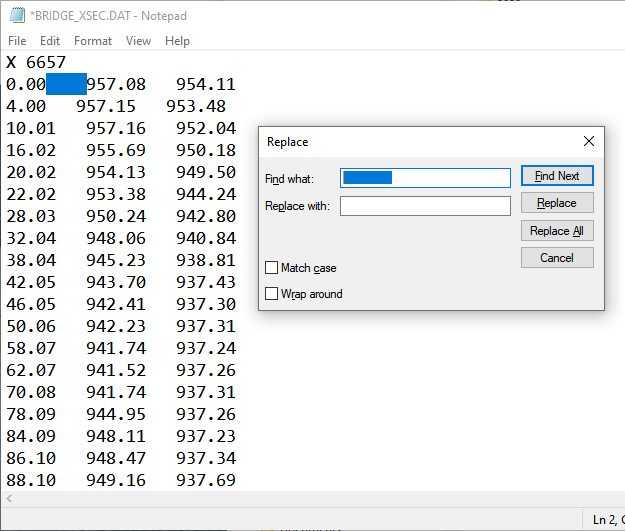 *BRIDGE_XSEC.DAT - Notepad
File Edit Format View Help
X 6657
0.00    957.08   954.11
4.00   957.15   953.48
10.01   957.16   952.04
16.02   955.69   950.18
20.02   954.13   949.50
22.02   953.38   944.24
28.03   950.24   942.80
32.04   948.06   940.84
38.04   945.23   938.81
42.05   943.70   937.43
46.05   942.41   937.30
50.06   942.23   937.31
58.07   941.74   937.24
62.07   941.52   937.26
70.08   941.74   937.31
78.09   944.95   937.26
84.09   948.11   937.23
86.10   948.47   937.34
88.10   949.16   937.69
Replace
Find what:
Find Next
Replace with:
Replace
Replace All
Cancel
Match case
Wrap around
Ln 2,